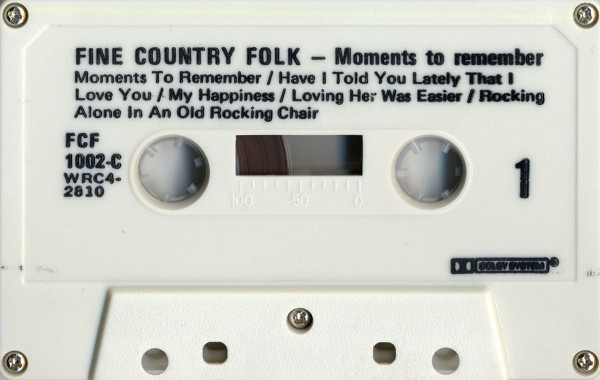 FINE COUNTRY FOLK – Moments to remember
Moments To Remember / Have I Told You Lately That I
Love You / My Happiness / Loving Her Was Easier / Rocking
Alone In An Old Rocking Chair
FCF
1002-C
WRC4-
2810
1
100 50 0
DOLBY SYSTEM®